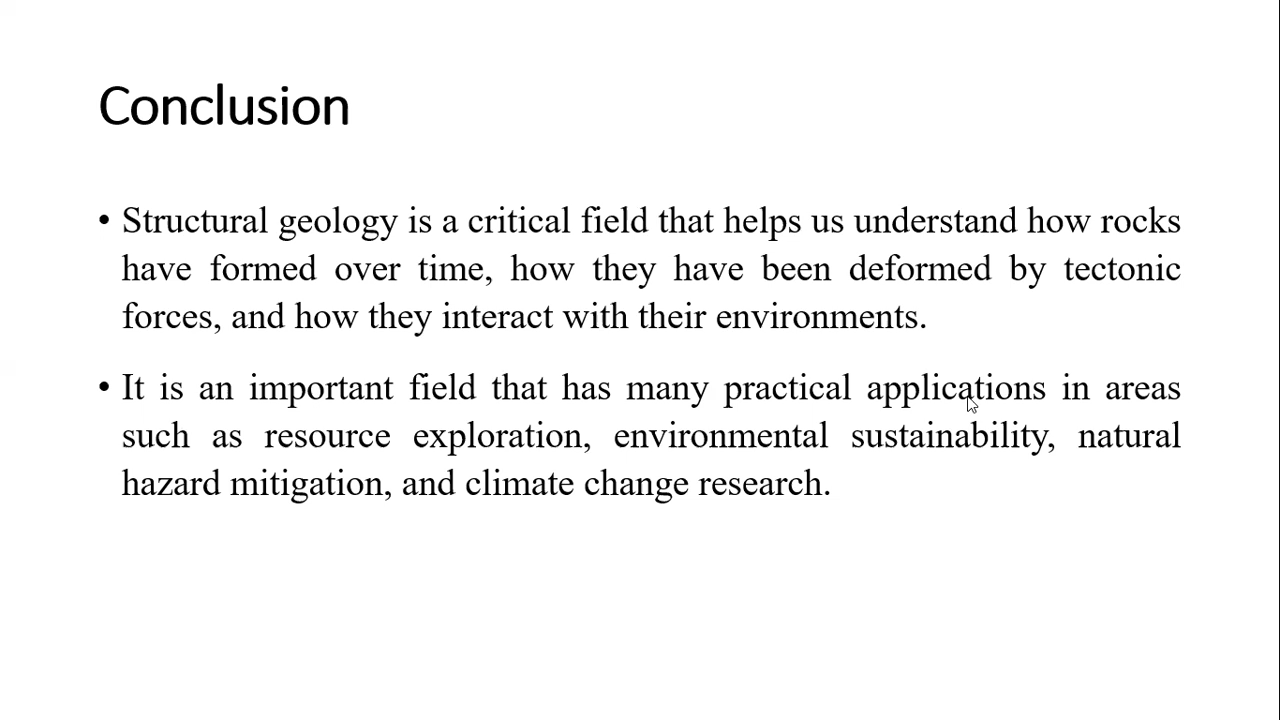 Conclusion
• Structural geology is a critical field that helps us understand how rocks
have formed over time, how they have been deformed by tectonic
forces, and how they interact with their environments.
• It is an important field that has many practical applications in areas
such as resource exploration, environmental sustainability, natural
hazard mitigation, and climate change research.